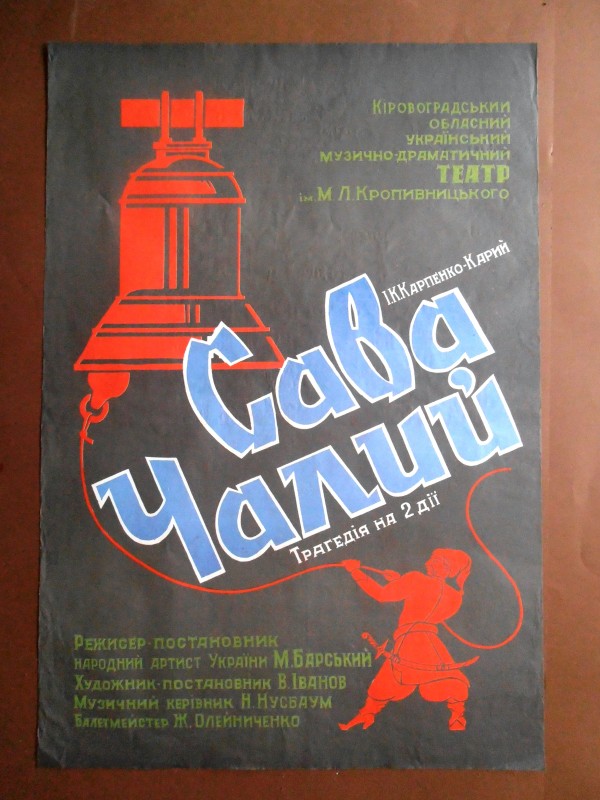 Кіровоградський
обласний
український
музично-драматичний
театр
ім. М.Л.Кропивницького
І.К.Карпенко-Карий
Сава
Чалий
Трагедія на 2 дії
Режисер-постановник
народний артист України М.Барський
Художник-постановник В.Іванов
Музичний керівник Н.Нусбаум
Балетмейстер Ж.Олейниченко